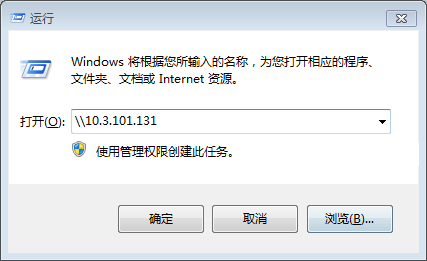 运行
Windows 将根据您所输入的名称，为您打开相应的程序、
文件夹、文档或 Internet 资源。
打开(O): \\10.3.101.131
使用管理权限创建此任务。
确定 取消 浏览(B)...